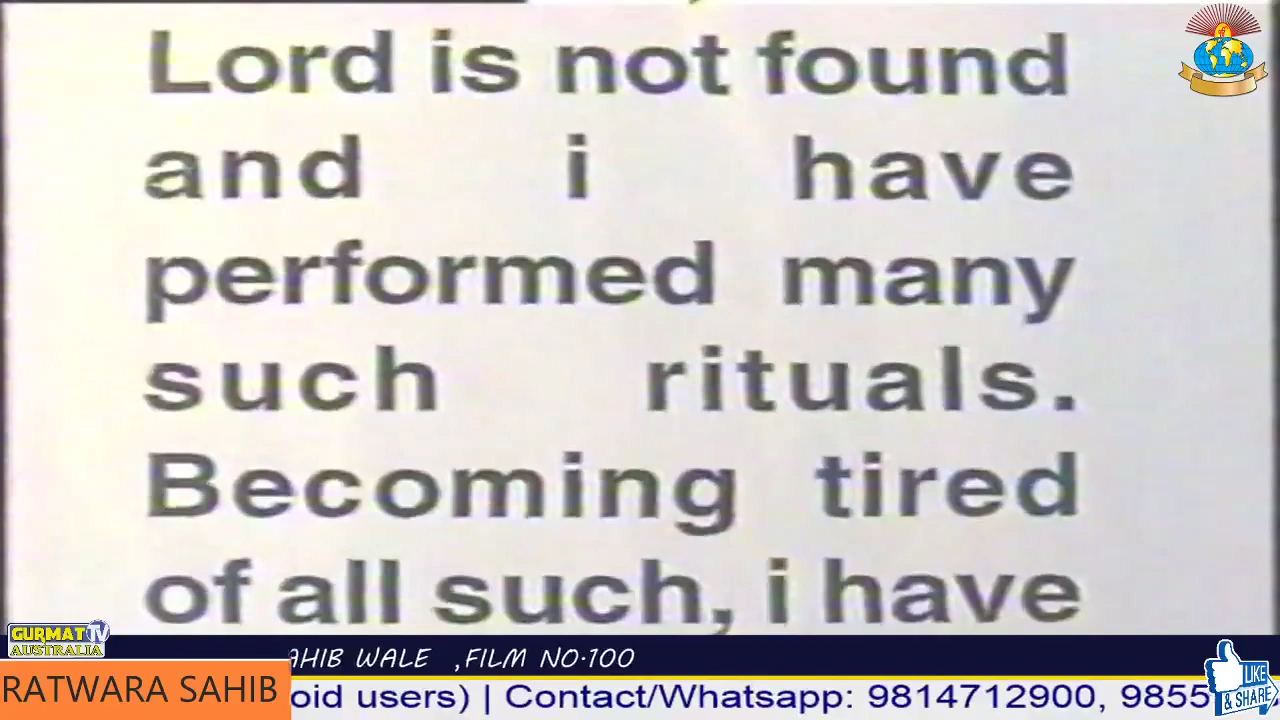 Lord is not found
and i have
performed many
such rituals.
Becoming tired
of all such, i have
GURMAT TV
AUSTRALIA
AHIB WALE ,FILM NO.100
RATWARA SAHIB
oid users) | Contact/Whatsapp: 9814712900, 9855
LIKE
& SHARE